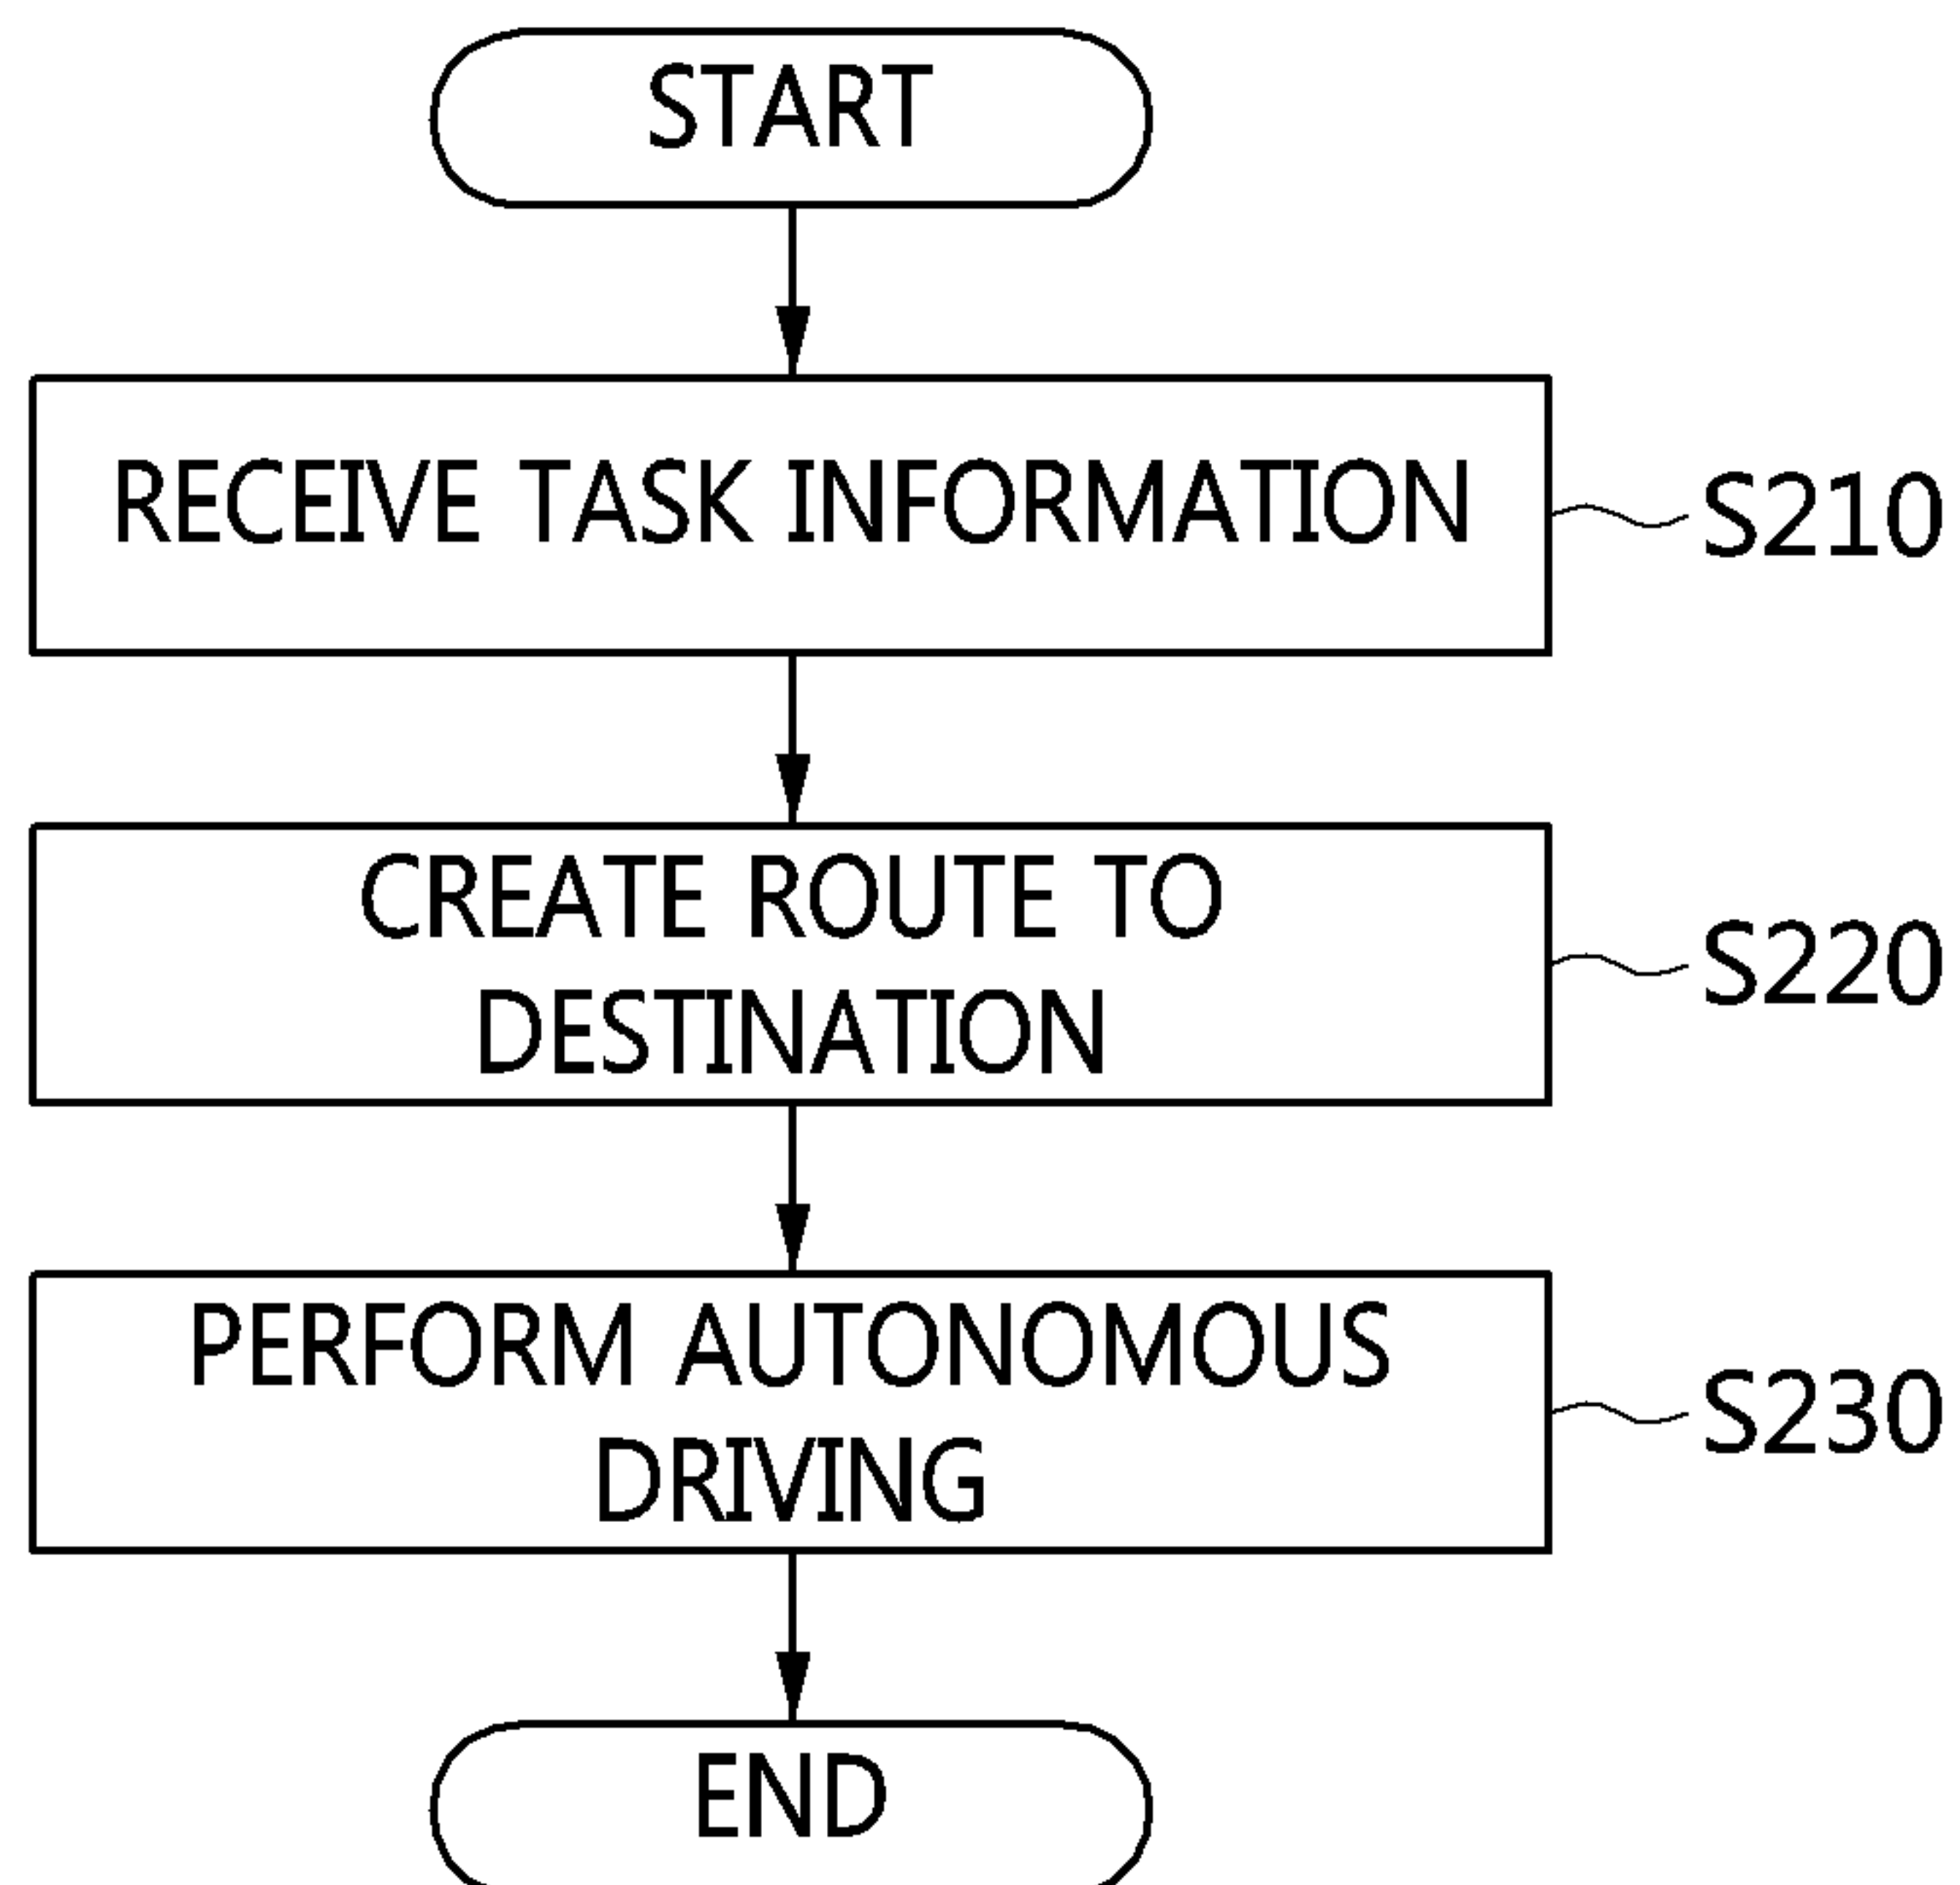 START
RECEIVE TASK INFORMATION
S210
CREATE ROUTE TO
DESTINATION
S220
PERFORM AUTONOMOUS
DRIVING
S230
END